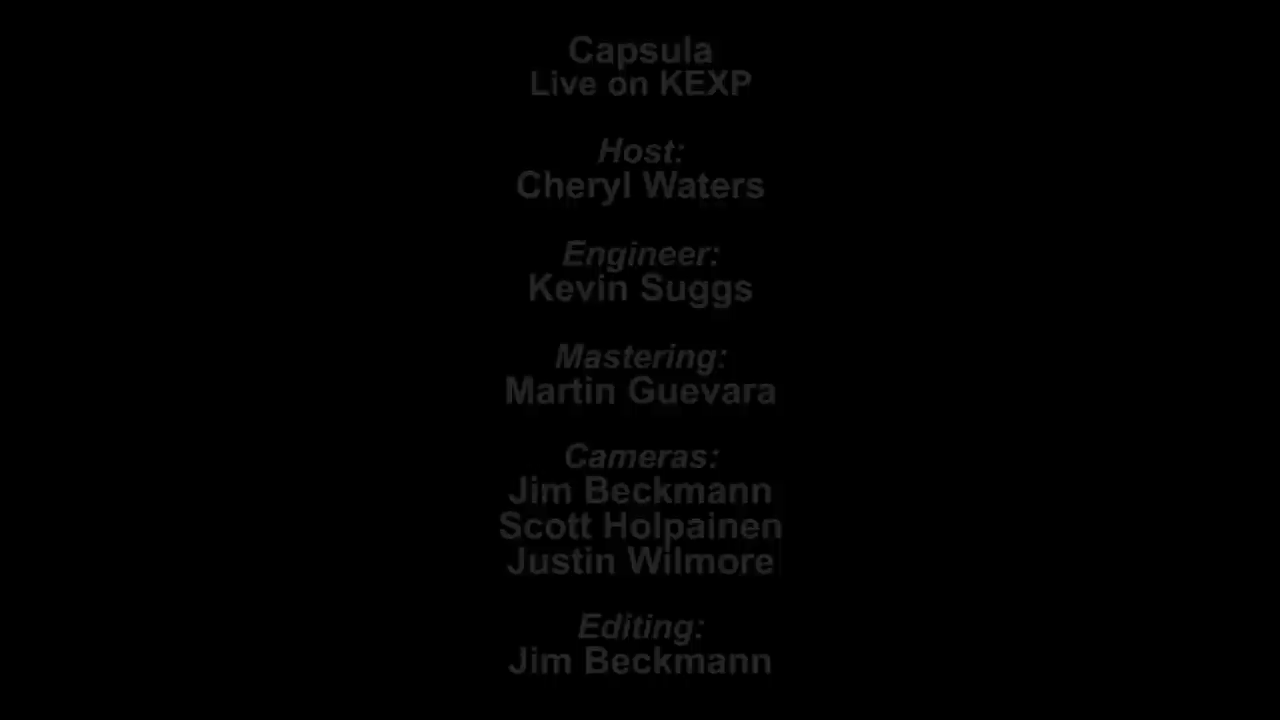 Capsula
Live on KEXP
Host:
Cheryl Waters
Engineer:
Kevin Suggs
Mastering:
Martin Guevara
Cameras:
Jim Beckmann
Scott Holpainen
Justin Wilmore
Editing:
Jim Beckmann